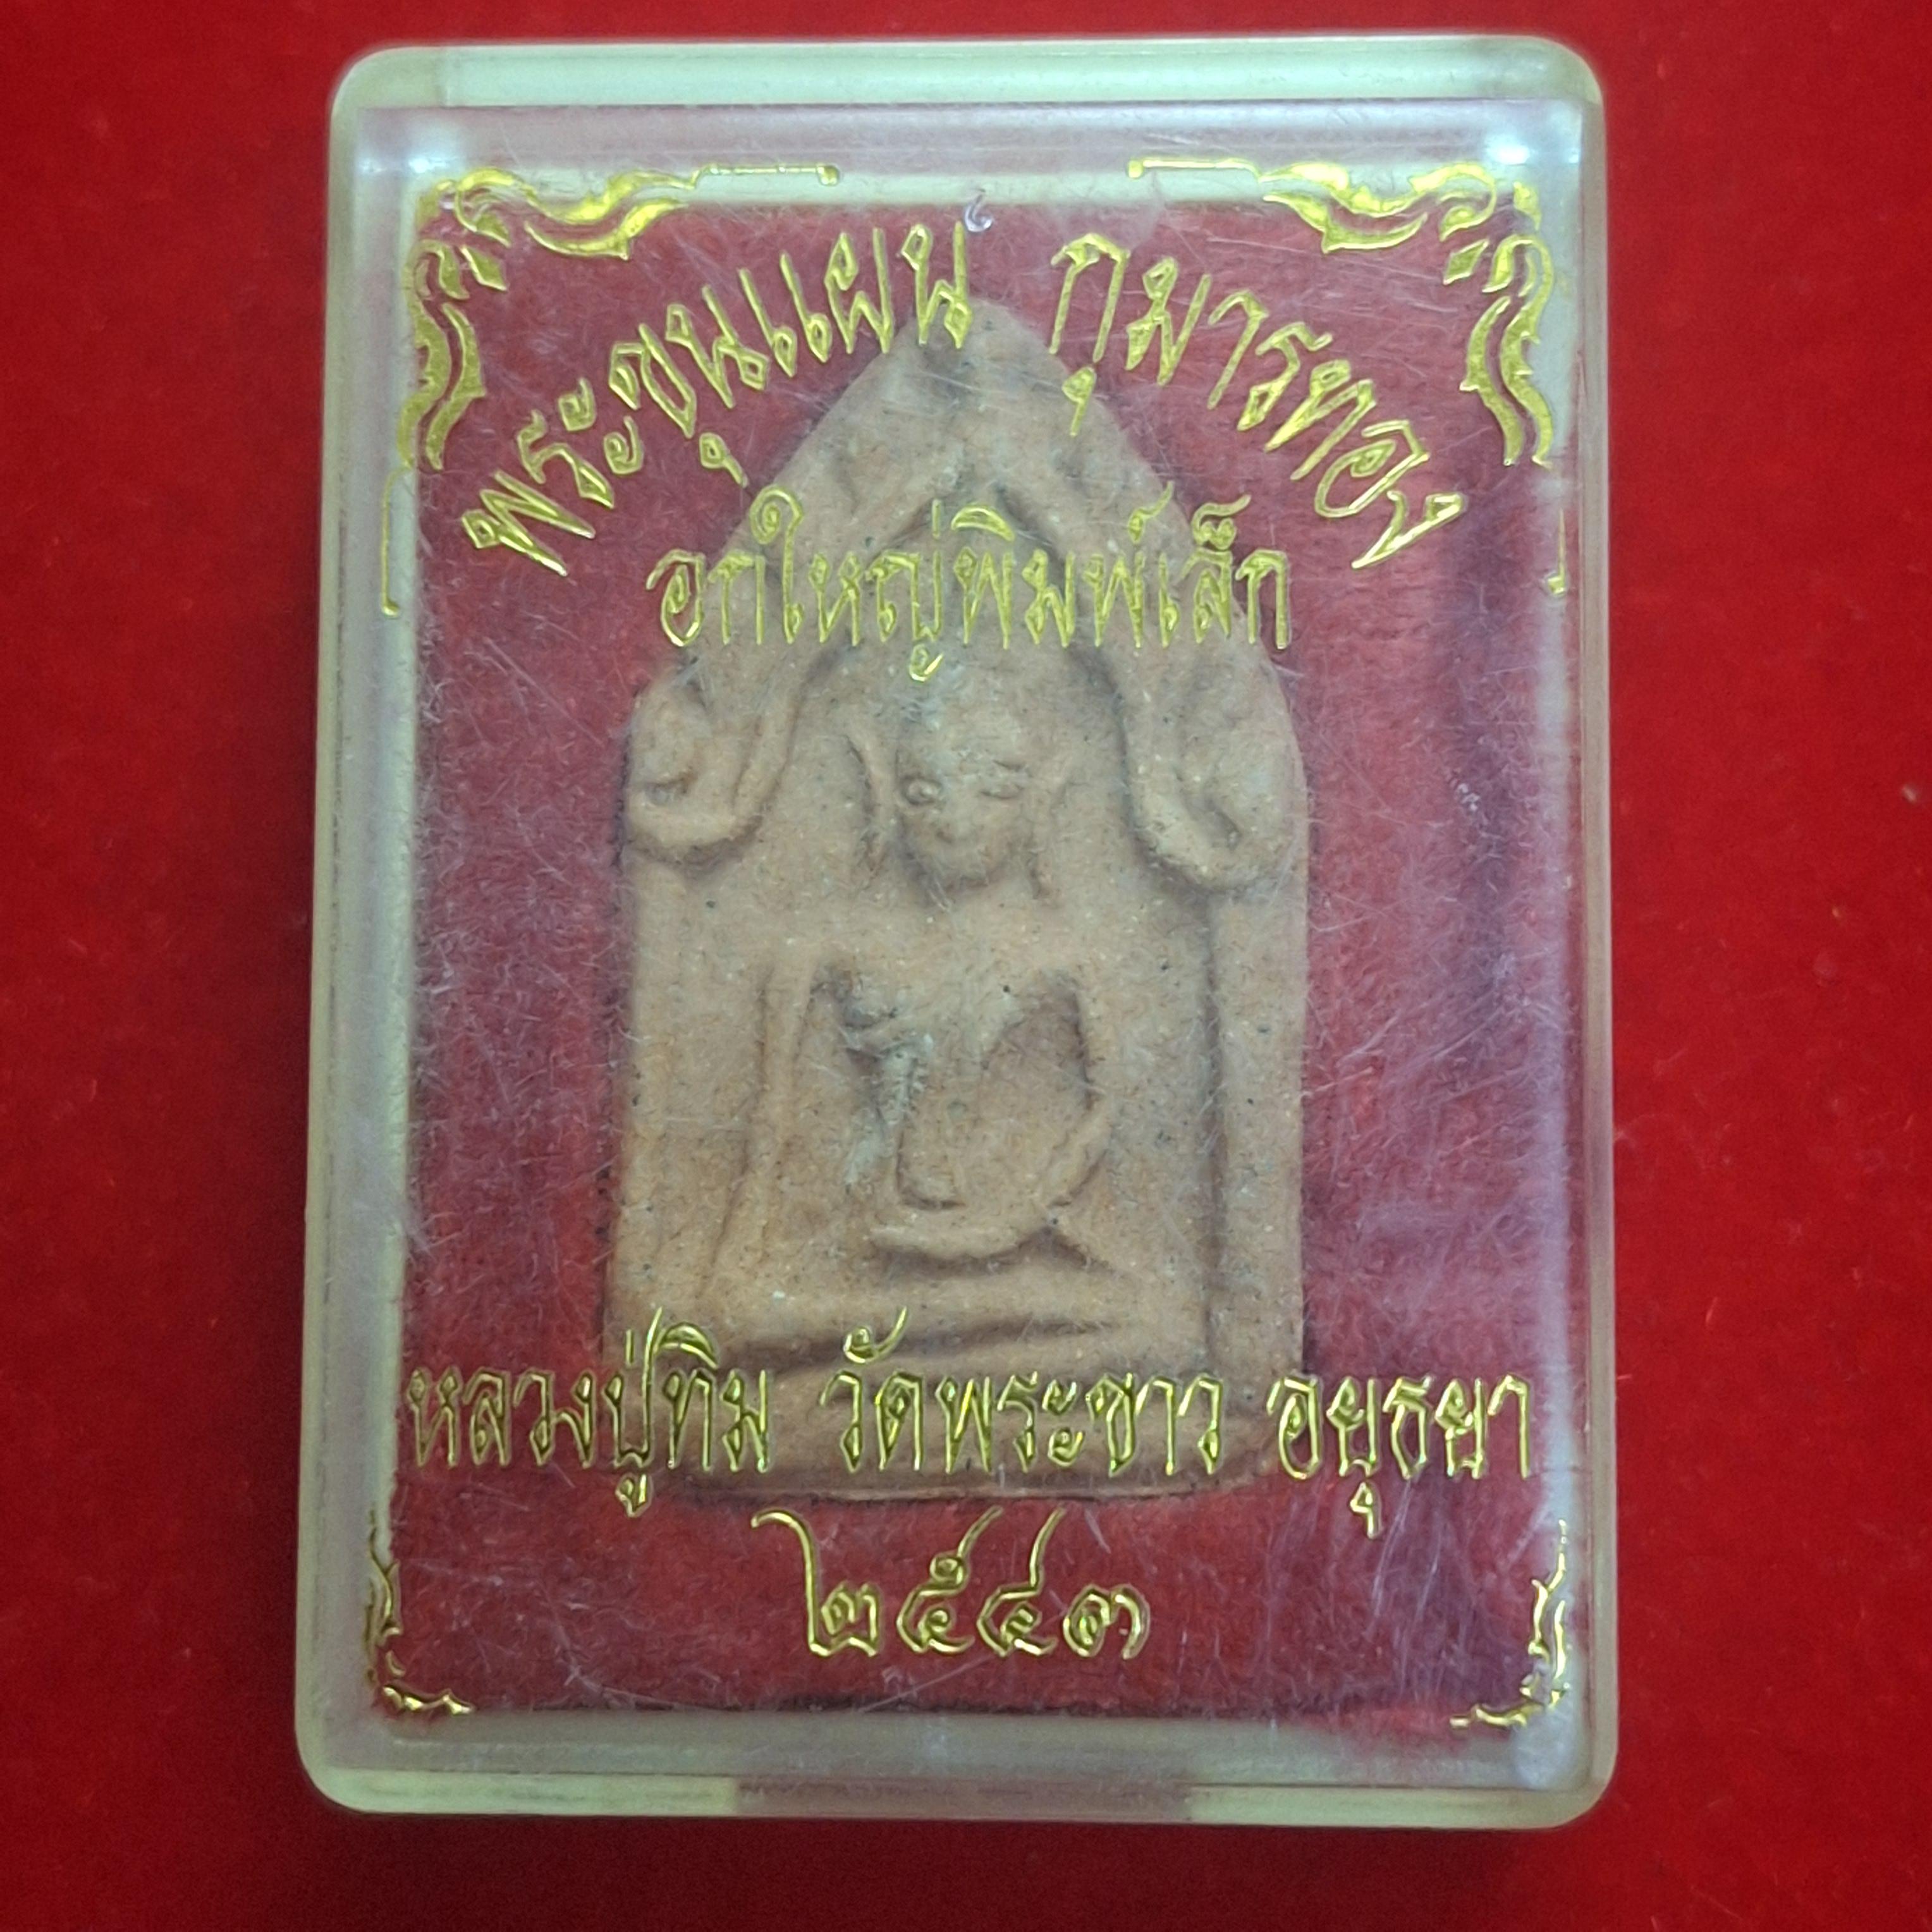 พระขุนแผน กุมารทอง
อกใหญ่พิมพ์เล็ก
หลวงปู่ทิม วัดพระขาว อยุธยา
๒๕๔๓